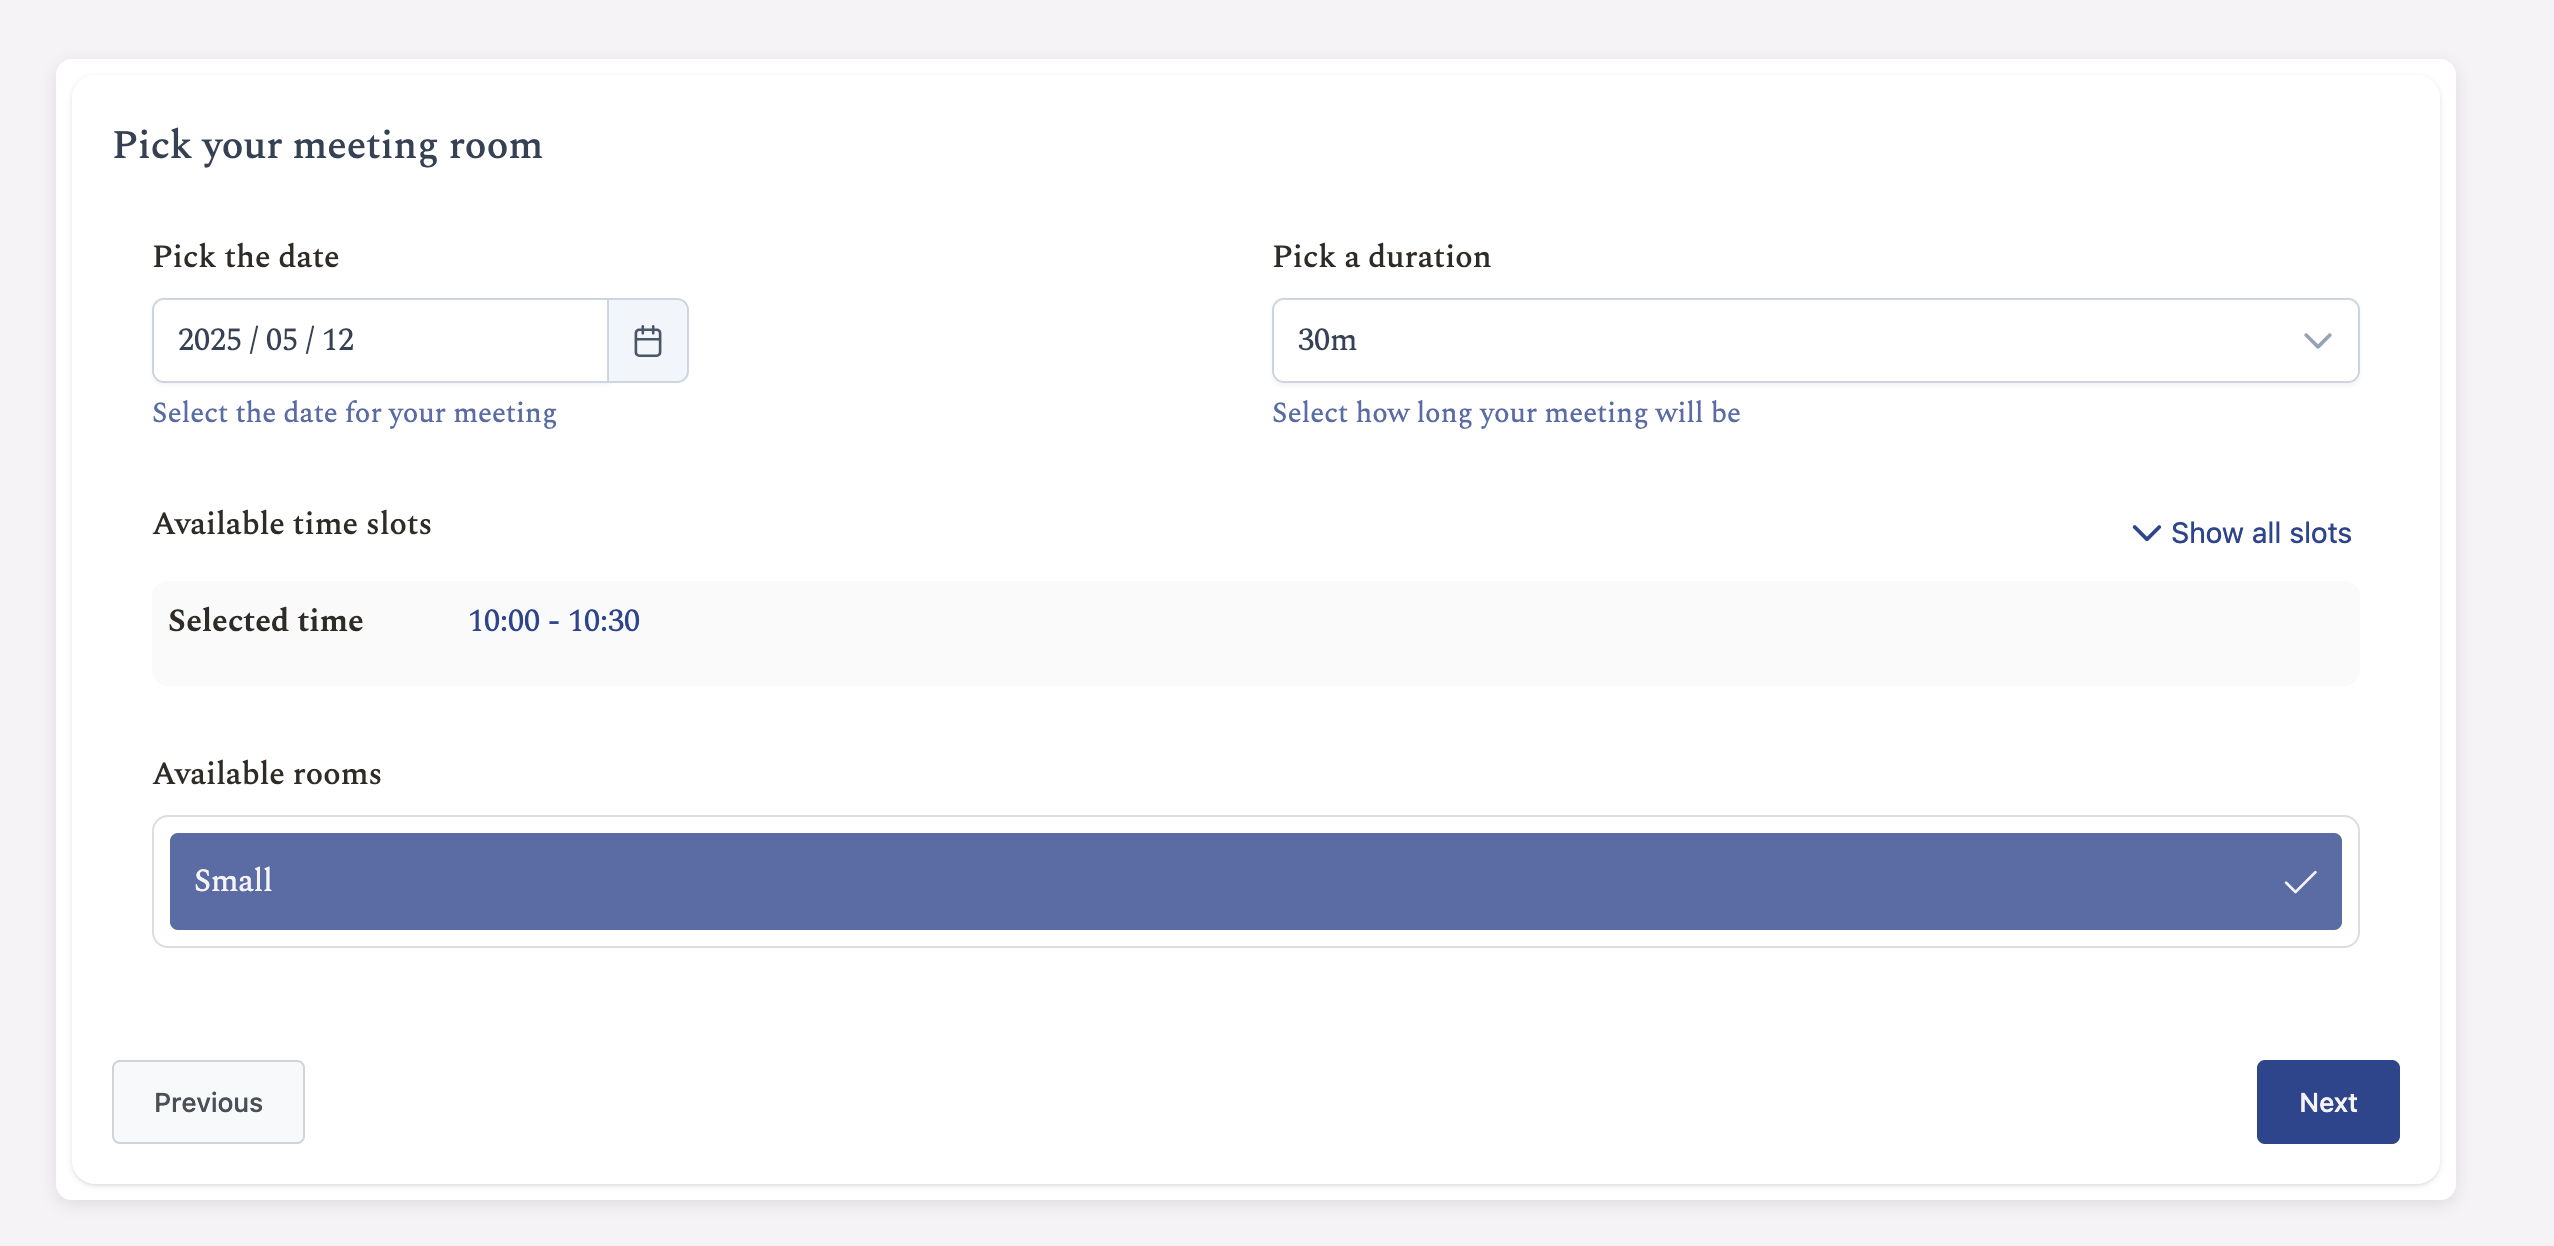 Pick your meeting room
Pick the date
Pick a duration
2025 / 05 / 12
30m
Select the date for your meeting
Select how long your meeting will be
Available time slots
Show all slots
Selected time 10:00 - 10:30
Available rooms
Small
Previous
Next